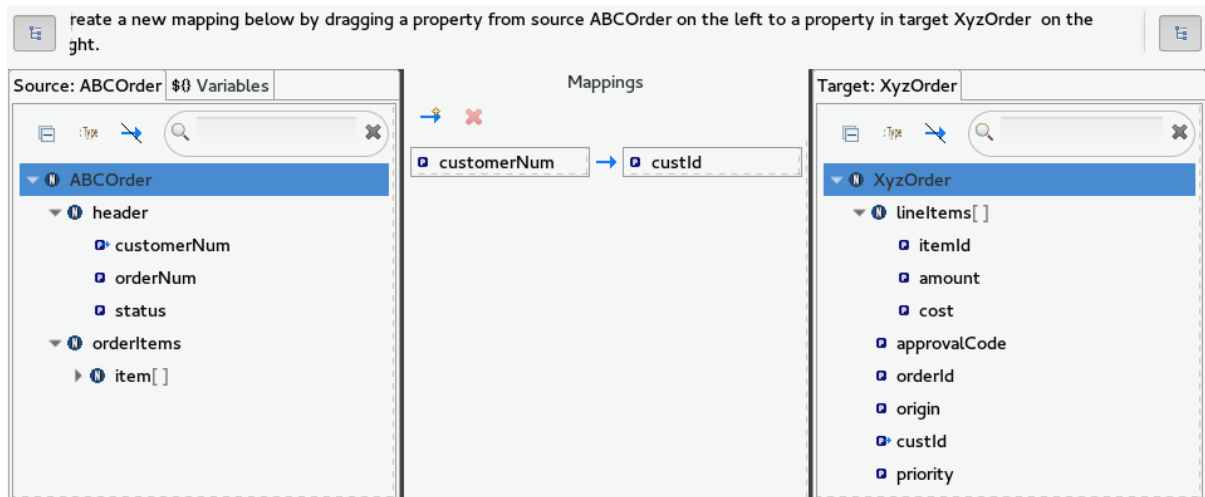 reate a new mapping below by dragging a property from source ABCOrder on the left to a property in target XyzOrder on the
ght.
Source: ABCOrder
${} Variables
: Type
ABCOrder
header
customerNum
orderNum
status
orderItems
item[ ]
Mappings
customerNum
custId
Target: XyzOrder
: Type
XyzOrder
lineItems[ ]
itemId
amount
cost
approvalCode
orderId
origin
custId
priority